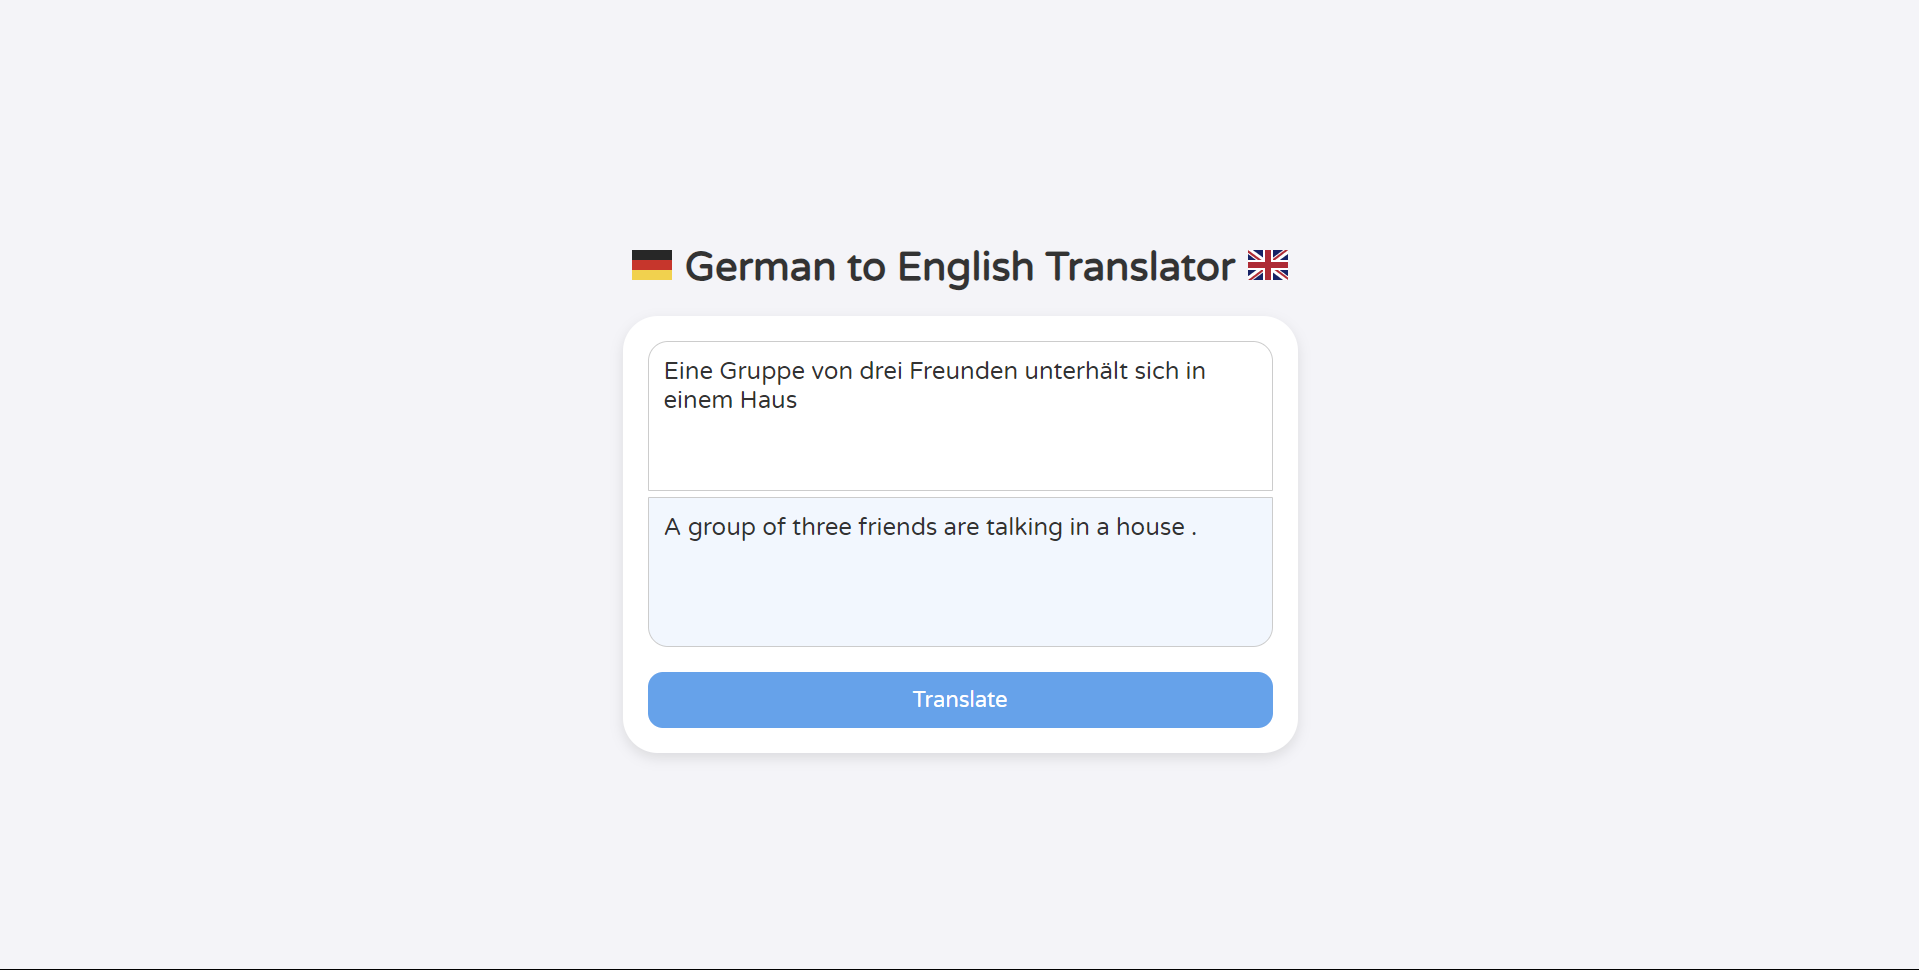 German to English Translator
Eine Gruppe von drei Freunden unterhält sich in
einem Haus
A group of three friends are talking in a house .
Translate